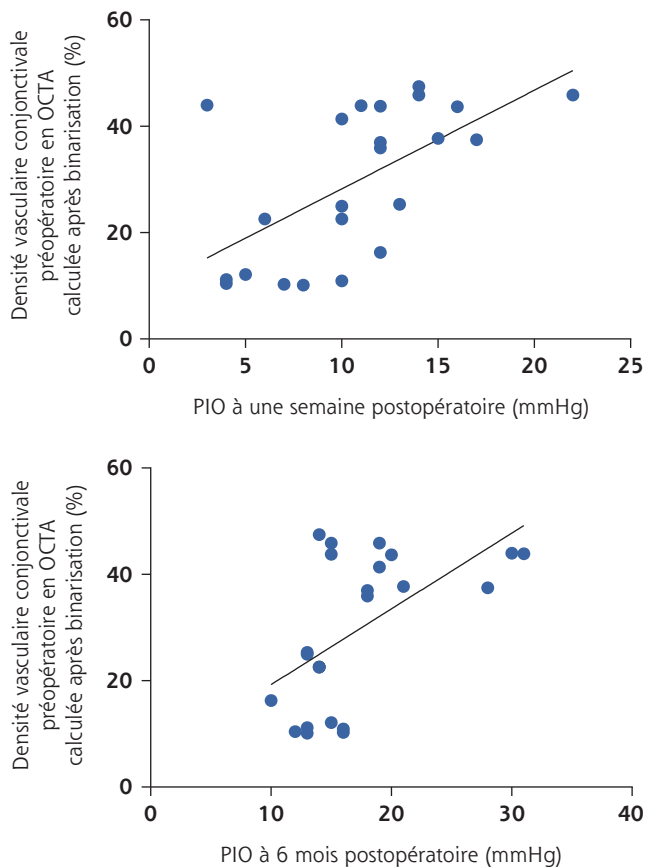 Densité vasculaire conjonctivale
préopératoire en OCTA
calculée après binarisation (%)
60
40
20
0
0 5 10 15 20 25
PIO à une semaine postopératoire (mmHg)
Densité vasculaire conjonctivale
préopératoire en OCTA
calculée après binarisation (%)
60
40
20
0
0 10 20 30 40
PIO à 6 mois postopératoire (mmHg)